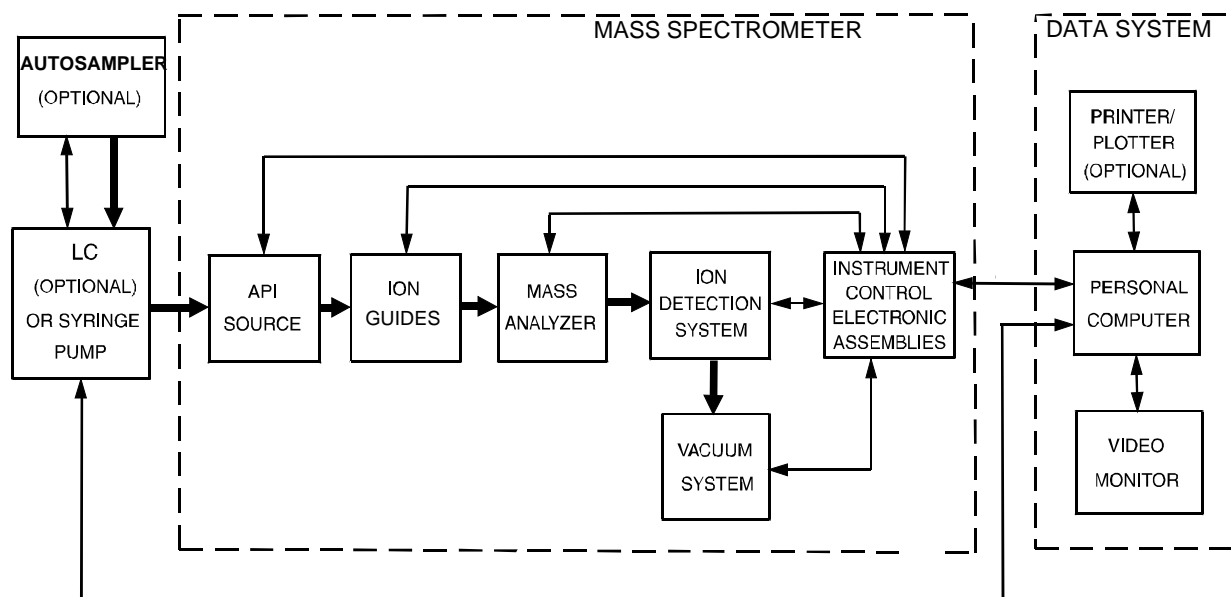 MASS SPECTROMETER
DATA SYSTEM
AUTOSAMPLER
(OPTIONAL)
PRINTER/
PLOTTER
(OPTIONAL)
LC
(OPTIONAL)
OR SYRINGE
PUMP
API
SOURCE
ION
GUIDES
MASS
ANALYZER
ION
DETECTION
SYSTEM
INSTRUMENT
CONTROL
ELECTRONIC
ASSEMBLIES
PERSONAL
COMPUTER
VACUUM
SYSTEM
VIDEO
MONITOR